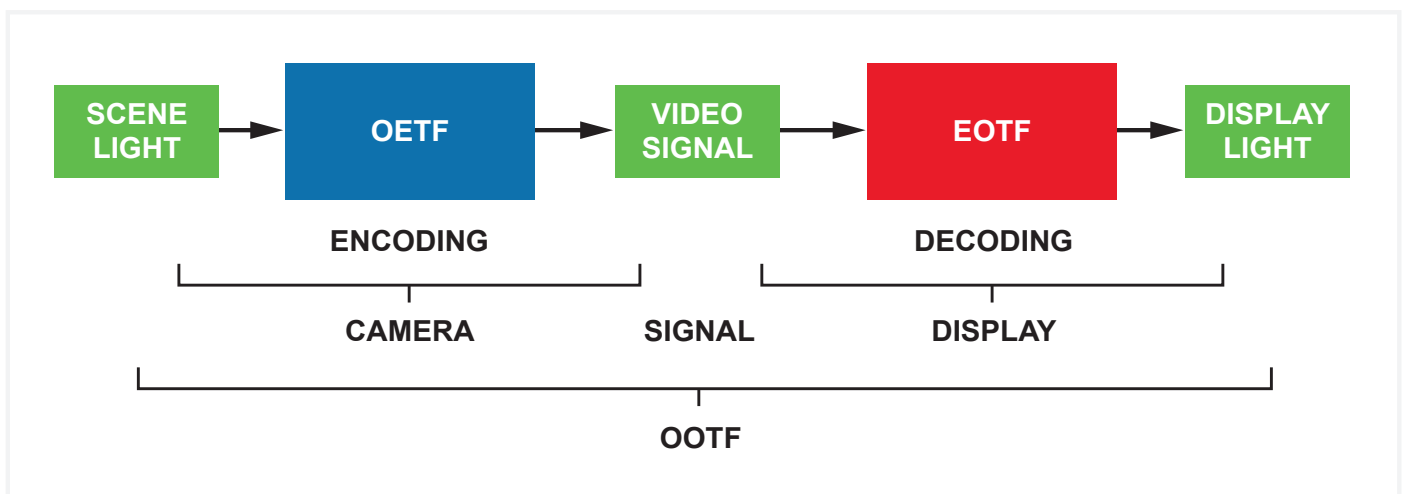 SCENE
LIGHT
OETF
VIDEO
SIGNAL
EOTF
DISPLAY
LIGHT
ENCODING
DECODING
CAMERA
SIGNAL
DISPLAY
OOTF